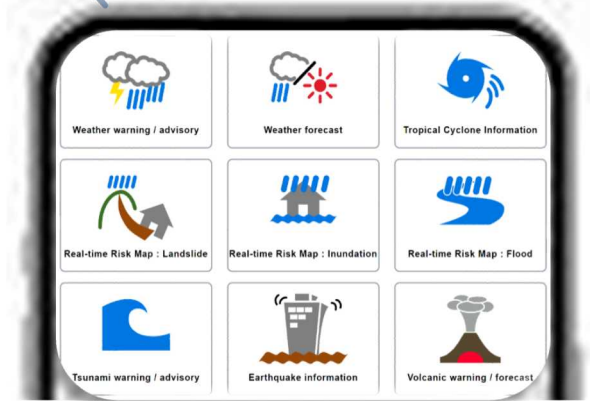 Weather warning / advisory
Weather forecast
Tropical Cyclone Information
Real-time Risk Map : Landslide
Real-time Risk Map : Inundation
Real-time Risk Map : Flood
Tsunami warning / advisory
Earthquake information
Volcanic warning / forecast